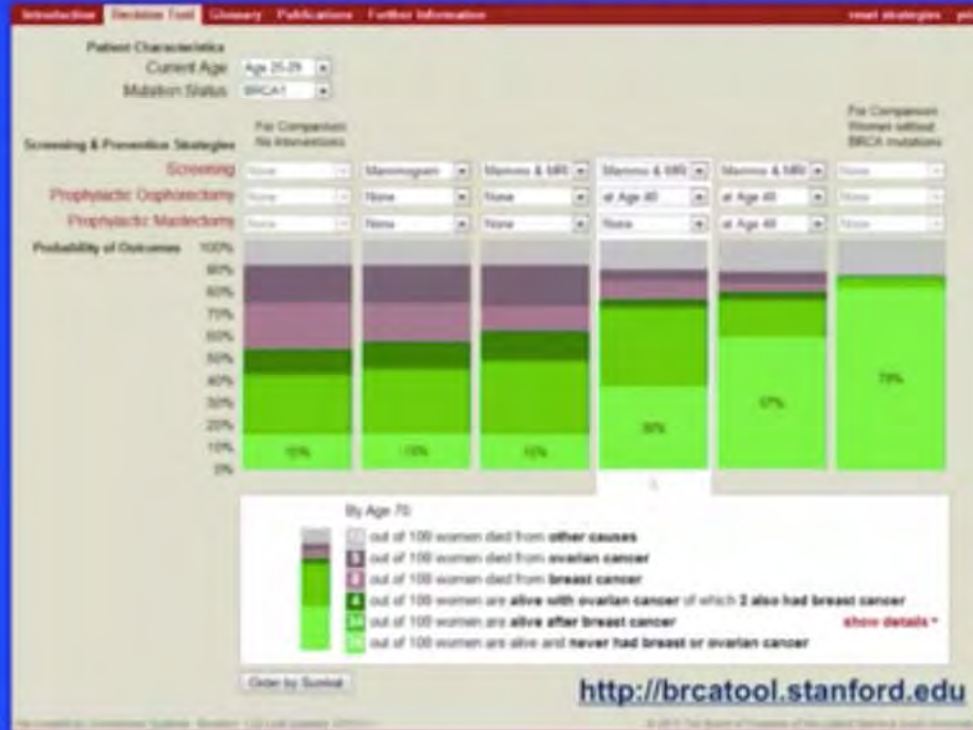 Introduction Decision Tool Glossary Publications Further Information reset strategies
Patient Characteristics
Current Age Age 25-29
Mutation Status BRCA1
For Comparison: No Interventions
For Comparison: Women without BRCA mutations
Screening & Preventive Strategies
Screening None Mammogram Mammo & MRI Mammo & MRI Mammo & MRI None
Prophylactic Oophorectomy None None None at Age 40 at Age 40 None
Prophylactic Mastectomy None None None None at Age 40 None
Probability of Outcomes 100%
90%
80%
70%
60%
50%
40%
30%
20%
10%
0%
57%
By Age 70:
out of 100 women died from other causes
out of 100 women died from ovarian cancer
out of 100 women died from breast cancer
4 out of 100 women are alive with ovarian cancer of which 2 also had breast cancer
out of 100 women are alive after breast cancer show details
out of 100 women are alive and never had breast or ovarian cancer
Order by Survival
http://brcatool.stanford.edu